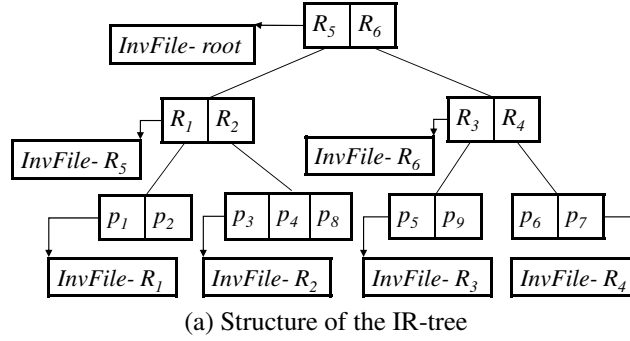 R5 R6
InvFile- root
R1 R2
R3 R4
InvFile- R5
InvFile- R6
p1 p2
p3 p4 p8
p5 p9
p6 p7
InvFile- R1
InvFile- R2
InvFile- R3
InvFile- R4
(a) Structure of the IR-tree